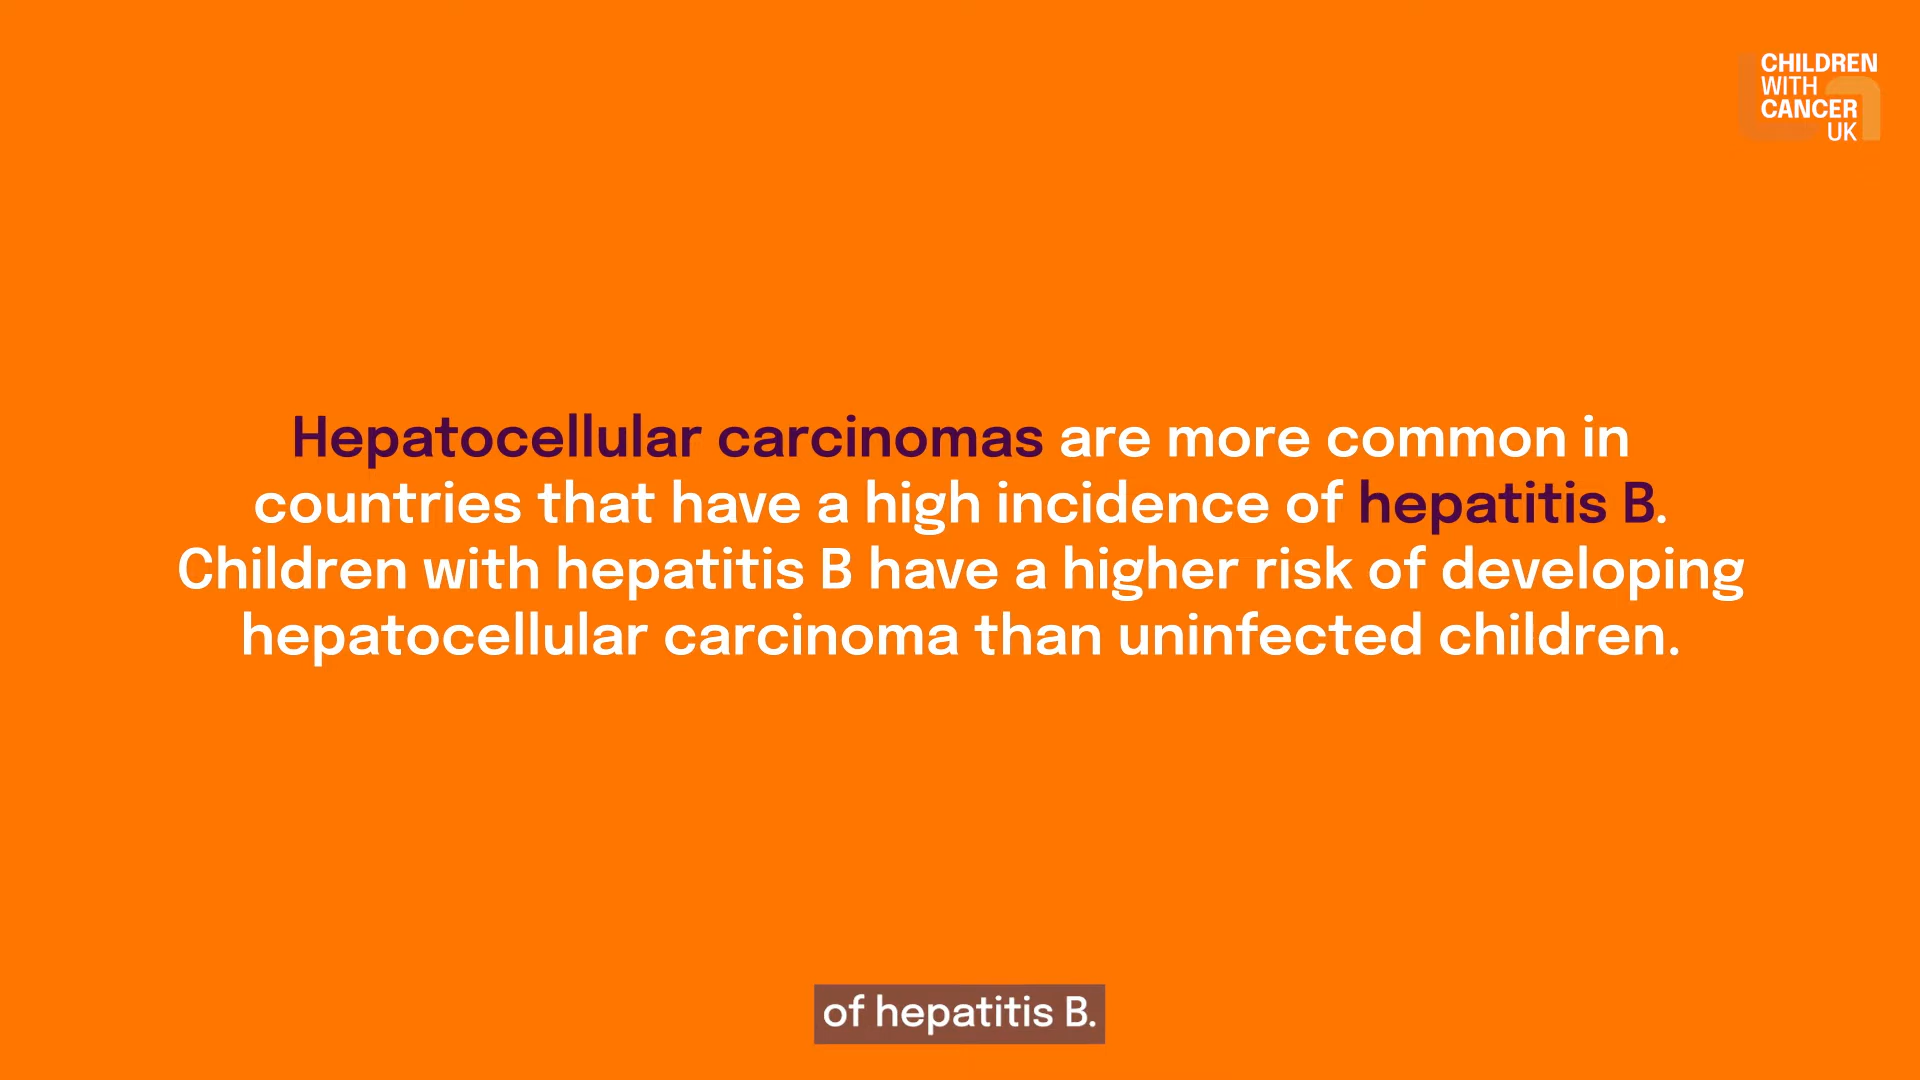 CHILDREN
WITH
CANCER
UK
Hepatocellular carcinomas are more common in
countries that have a high incidence of hepatitis B.
Children with hepatitis B have a higher risk of developing
hepatocellular carcinoma than uninfected children.
of hepatitis B.